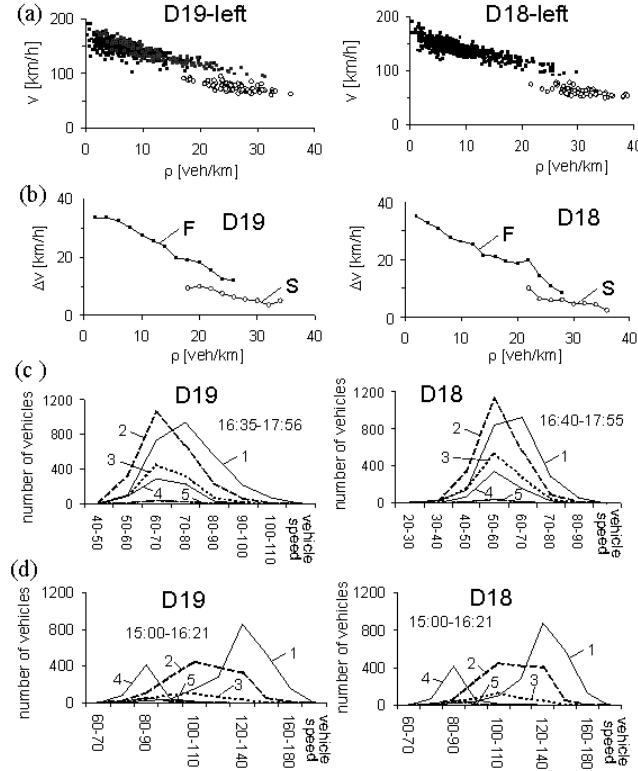 (a)
D19-left
D18-left
v [km/h]
200
100
0
0 10 20 30 40
ρ [veh/km]
v [km/h]
200
100
0
0 10 20 30 40
ρ [veh/km]
(b)
D19
D18
Δv [km/h]
40
20
0
F
S
0 10 20 30 40
ρ [veh/km]
Δv [km/h]
40
20
0
F
S
0 10 20 30 40
ρ [veh/km]
(c)
D19
D18
number of vehicles
1200
800
400
0
16:35-17:56
2
1
3
4
5
40-50
50-60
60-70
70-80
80-90
90-100
100-110
vehicle speed
number of vehicles
1200
800
400
0
16:40-17:55
2
1
3
4
5
20-30
30-40
40-50
50-60
60-70
70-80
80-90
vehicle speed
(d)
D19
D18
number of vehicles
1200
800
400
0
15:00-16:21
1
2
4
5
3
60-70
80-90
100-110
120-140
160-180
vehicle speed
number of vehicles
1200
800
400
0
15:00-16:21
1
2
4
5
3
60-70
80-90
100-110
120-140
160-180
vehicle speed